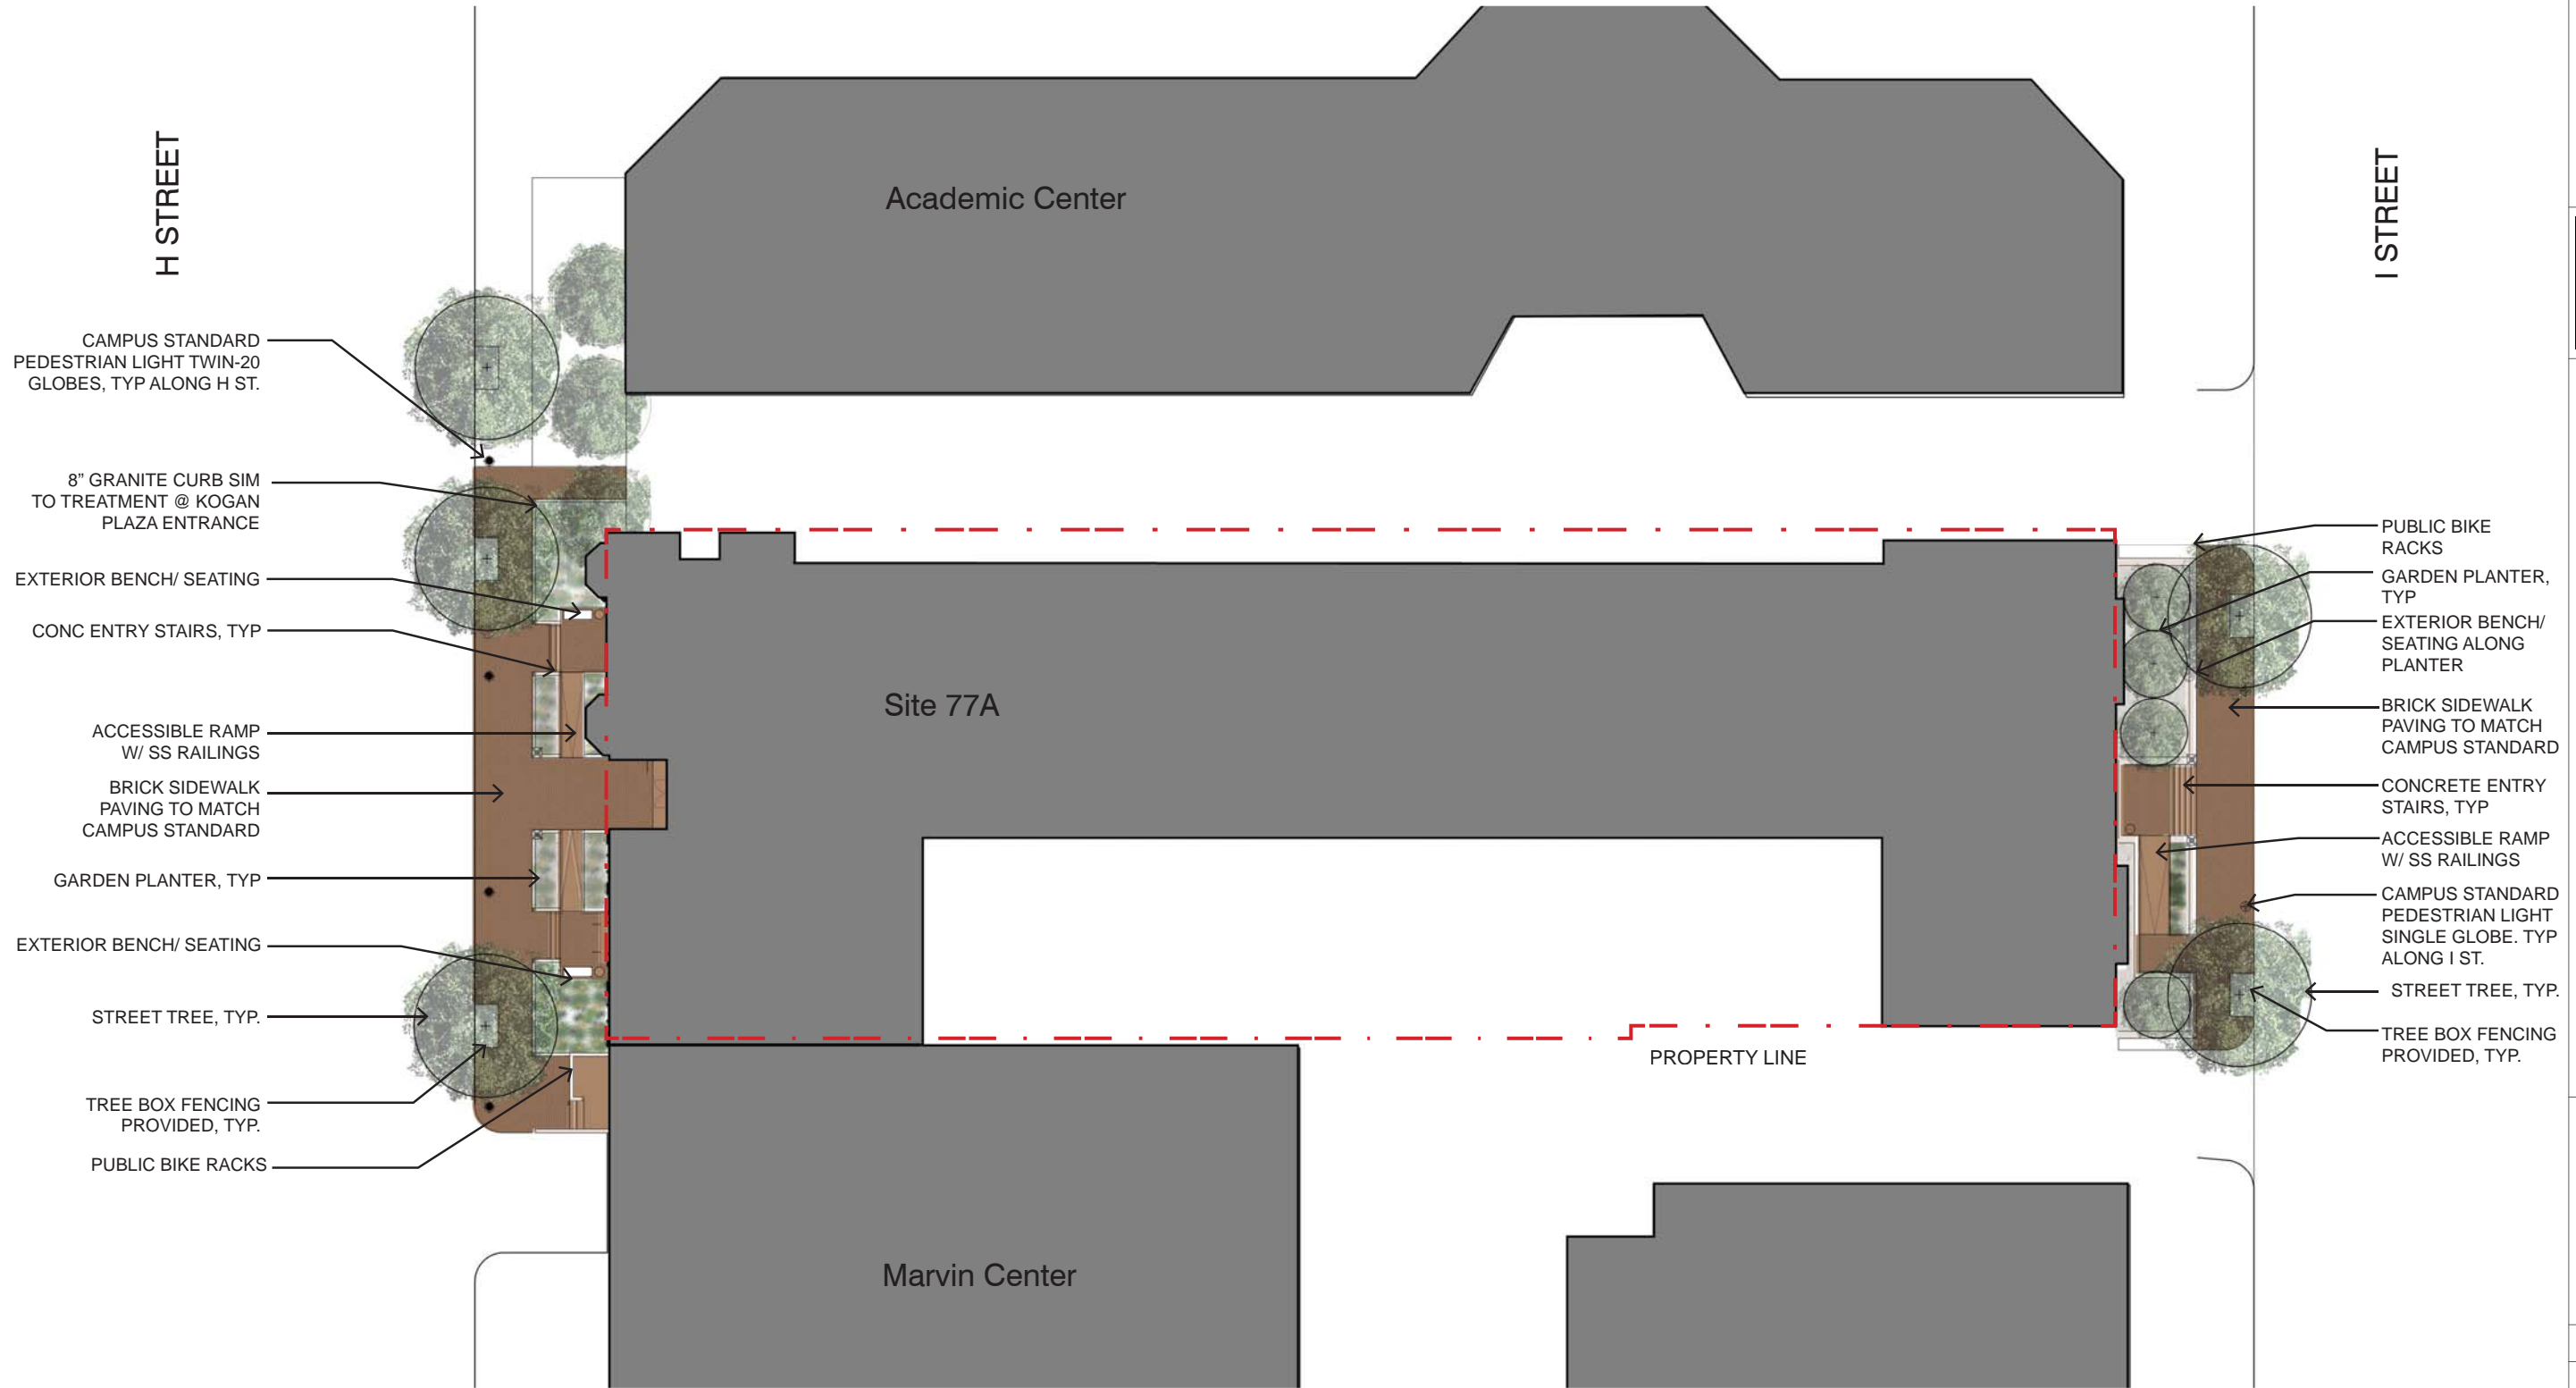 H STREET
CAMPUS STANDARD
PEDESTRIAN LIGHT TWIN-20
GLOBES, TYP ALONG H ST.
8” GRANITE CURB SIM
TO TREATMENT @ KOGAN
PLAZA ENTRANCE
EXTERIOR BENCH/ SEATING
CONC ENTRY STAIRS, TYP
ACCESSIBLE RAMP
W/ SS RAILINGS
BRICK SIDEWALK
PAVING TO MATCH
CAMPUS STANDARD
GARDEN PLANTER, TYP
EXTERIOR BENCH/ SEATING
STREET TREE, TYP.
TREE BOX FENCING
PROVIDED, TYP.
PUBLIC BIKE RACKS
Academic Center
Site 77A
PROPERTY LINE
Marvin Center
I STREET
PUBLIC BIKE
RACKS
GARDEN PLANTER,
TYP
EXTERIOR BENCH/
SEATING ALONG
PLANTER
BRICK SIDEWALK
PAVING TO MATCH
CAMPUS STANDARD
CONCRETE ENTRY
STAIRS, TYP
ACCESSIBLE RAMP
W/ SS RAILINGS
CAMPUS STANDARD
PEDESTRIAN LIGHT
SINGLE GLOBE. TYP
ALONG I ST.
STREET TREE, TYP.
TREE BOX FENCING
PROVIDED, TYP.